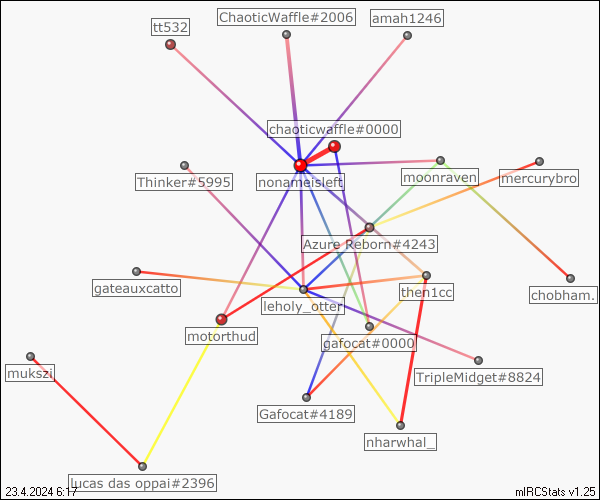 tt532
ChaoticWaffle#2006
amah1246
chaoticwaffle#0000
Thinker#5995
nonameisleft
moonraven
mercurybro
Azure Reborn#4243
gateauxcatto
leholy_otter
then1cc
chobham.
motorthud
gafocat#0000
mukszi
TripleMidget#8824
Gafocat#4189
nharwhal_
lucas das oppai#2396
23.4.2024 6:17
mIRCStats v1.25